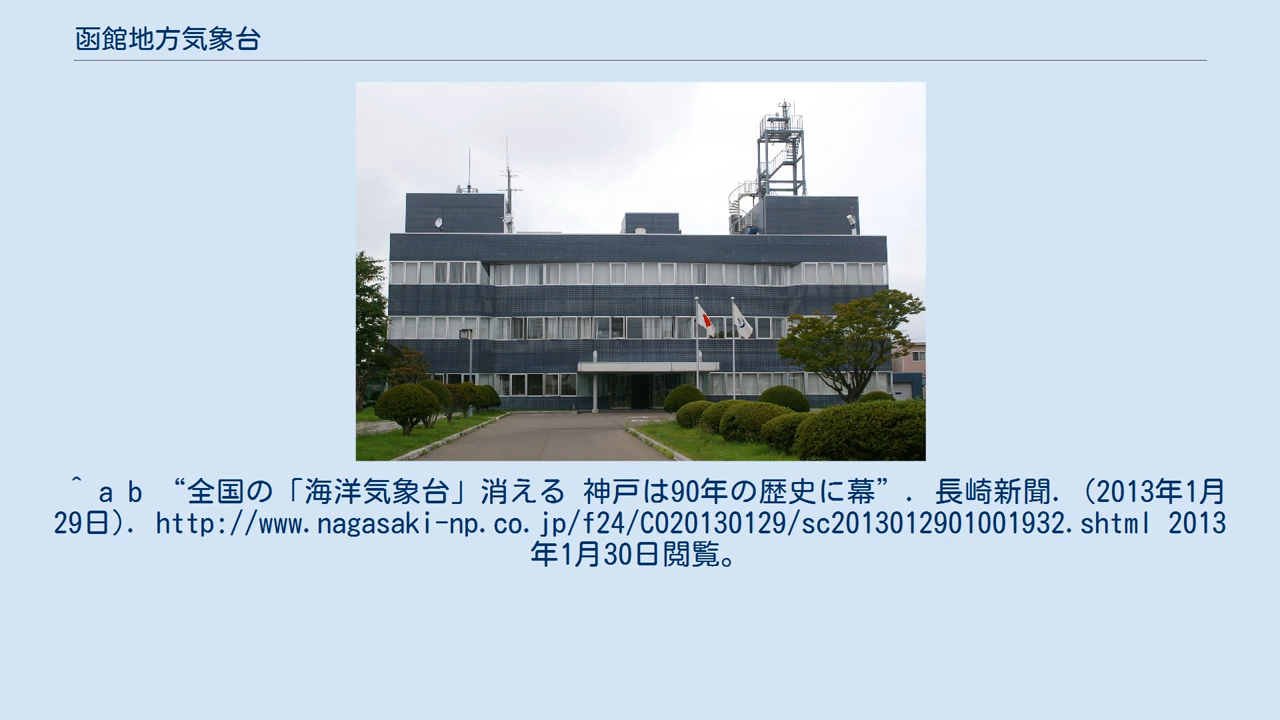 函館地方気象台
^ a b “全国の「海洋気象台」消える 神戸は90年の歴史に幕”. 長崎新聞. (2013年1月
29日). http://www.nagasaki-np.co.jp/f24/CO20130129/sc2013012901001932.shtml 2013
年1月30日閲覧。